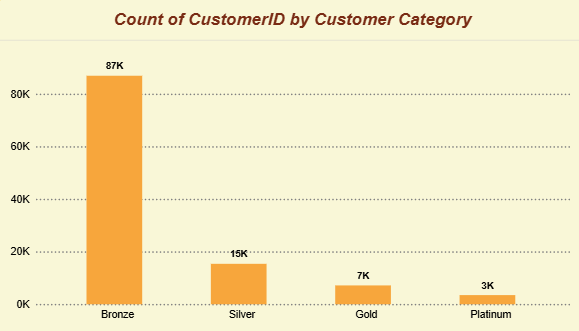 Count of CustomerID by Customer Category
87K
80K
60K
40K
20K
15K
7K
3K
0K
Bronze Silver Gold Platinum